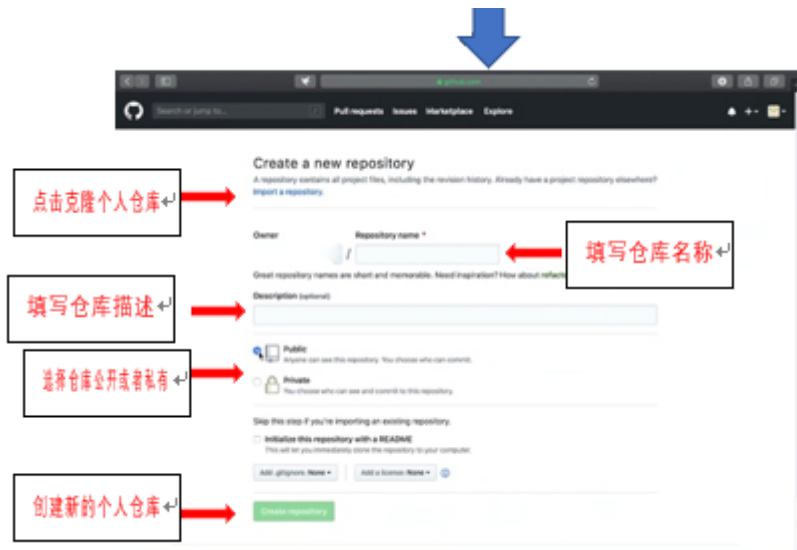 github.com
Search or jump to...
Pull requests Issues Marketplace Explore
Create a new repository
A repository contains all project files, including the revision history. Already have a project repository elsewhere?
Import a repository.
点击克隆个人仓库
Owner Repository name *
/
填写仓库名称
Great repository names are short and memorable. Need inspiration? How about
填写仓库描述
Description (optional)
Public
Anyone can see this repository. You choose who can commit.
选择仓库公开或者私有
Private
You choose who can see and commit to this repository.
Skip this step if you're importing an existing repository.
Initialize this repository with a README
This will let you immediately clone the repository to your computer.
Add .gitignore: None Add a license: None
创建新的个人仓库
Create repository